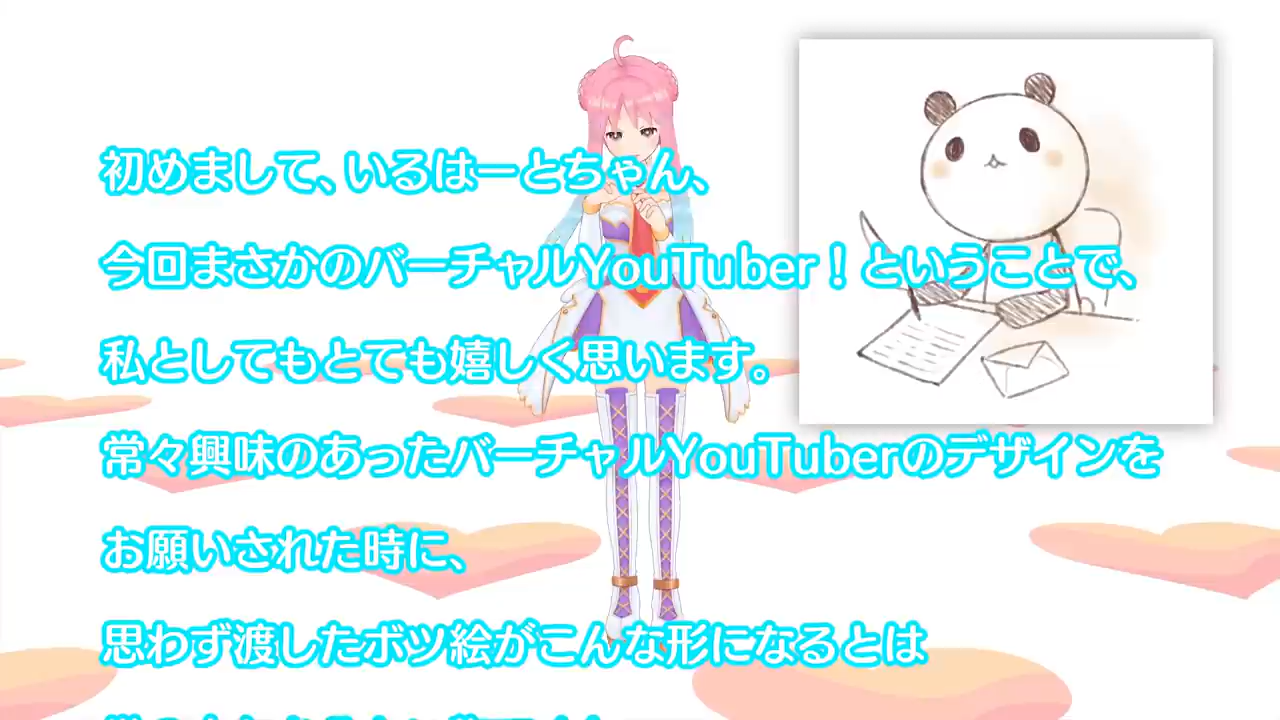 初めまして、いるはーとちゃん、
今回まさかのバーチャルYouTuber！ということで、
私としてもとても嬉しく思います。
常々興味のあったバーチャルYouTuberのデザインを
お願いされた時に、
思わず渡したボツ絵がこんな形になるとは